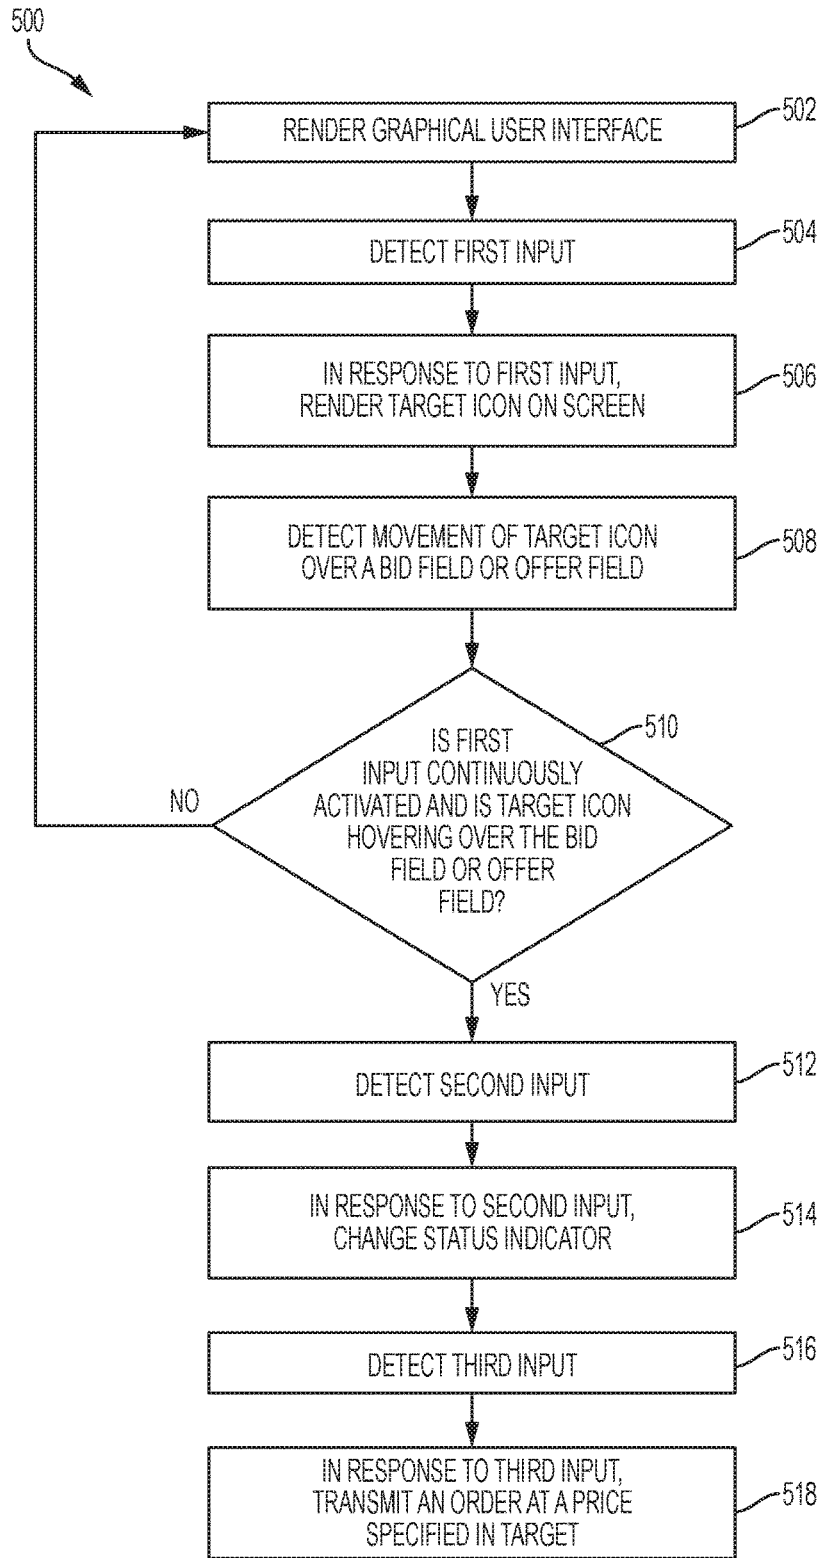 500
RENDER GRAPHICAL USER INTERFACE
502
DETECT FIRST INPUT
504
IN RESPONSE TO FIRST INPUT,
RENDER TARGET ICON ON SCREEN
506
DETECT MOVEMENT OF TARGET ICON
OVER A BID FIELD OR OFFER FIELD
508
IS FIRST
INPUT CONTINUOUSLY
ACTIVATED AND IS TARGET ICON
HOVERING OVER THE BID
FIELD OR OFFER
FIELD?
510
NO
YES
DETECT SECOND INPUT
512
IN RESPONSE TO SECOND INPUT,
CHANGE STATUS INDICATOR
514
DETECT THIRD INPUT
516
IN RESPONSE TO THIRD INPUT,
TRANSMIT AN ORDER AT A PRICE
SPECIFIED IN TARGET
518